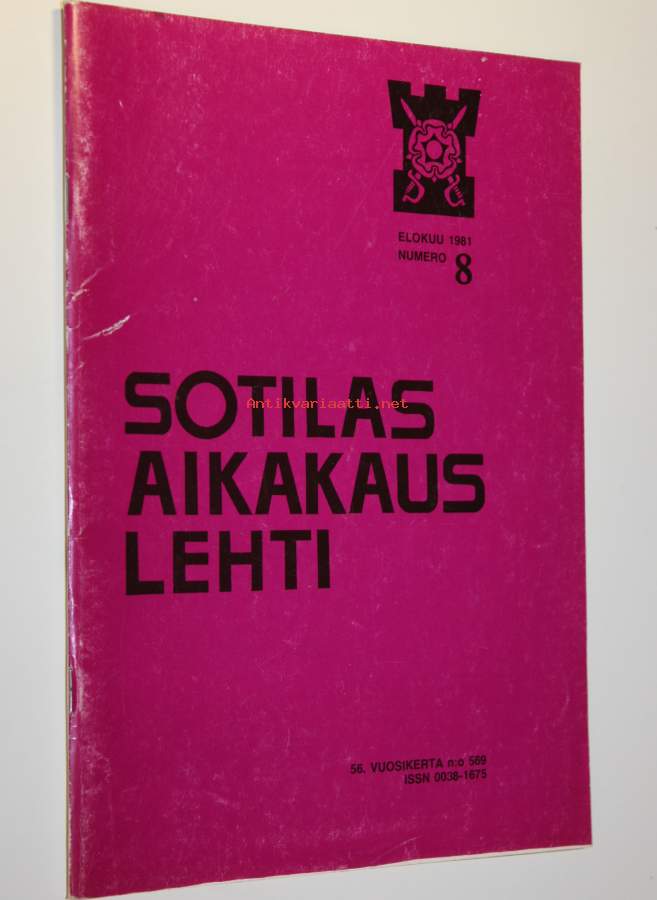 ELOKUU 1981
NUMERO 8
SOTILAS
Antikvariaatti.net
AIKAKAUS
LEHTI
56. VUOSIKERTA n:o 569
ISSN 0038-1675